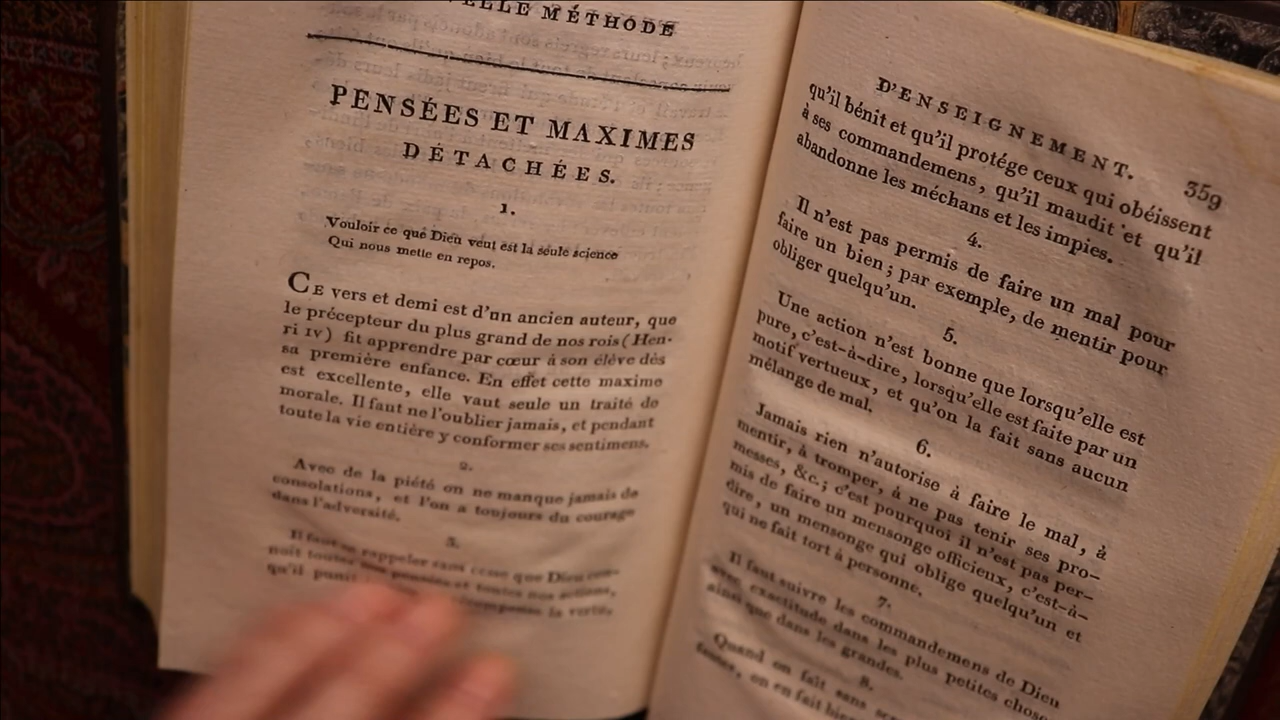 ELLE MÉTHODE
PENSÉES ET MAXIMES
DÉTACHÉES.
1.
Vouloir ce que Dieu veut est la seule science
Qui nous mette en repos.
CE vers et demi est d'un ancien auteur, que
le précepteur du plus grand de nos rois (Hen-
ri IV) fit apprendre par cœur à son élève dès
sa première enfance. En effet cette maxime
est excellente, elle vaut seule un traité de
morale. Il faut ne l'oublier jamais, et pendant
toute la vie entière y conformer ses sentimens.
2.
Avec de la piété on ne manque jamais de
consolations, et l'on a toujours du courage
dans l'adversité.
3.
Il faut se rappeler sans cesse que Dieu con-
noît toutes nos pensées et toutes nos actions,
qu'il punit la vertu,
D'ENSEIGNEMENT. 359
qu'il bénit et qu'il protége ceux qui obéissent
à ses commandemens, qu'il maudit et qu'il
abandonne les méchans et les impies.
4.
Il n'est pas permis de faire un mal pour
faire un bien; par exemple, de mentir pour
obliger quelqu'un.
5.
Une action n'est bonne que lorsqu'elle est
pure, c'est-à-dire, lorsqu'elle est faite par un
motif vertueux, et qu'on la fait sans aucun
mélange de mal.
6.
Jamais rien n'autorise à faire le mal, à
mentir, à tromper, à ne pas tenir ses pro-
messes, &c.; c'est pourquoi il n'est pas per-
mis de faire un mensonge officieux, c'est-à-
dire, un mensonge qui oblige quelqu'un et
qui ne fait tort à personne.
7.
Il faut suivre les commandemens de Dieu
avec exactitude dans les plus petites chose
ainsi que dans les grandes.
8.
Quand on fait sans
fautes, on en fait bie